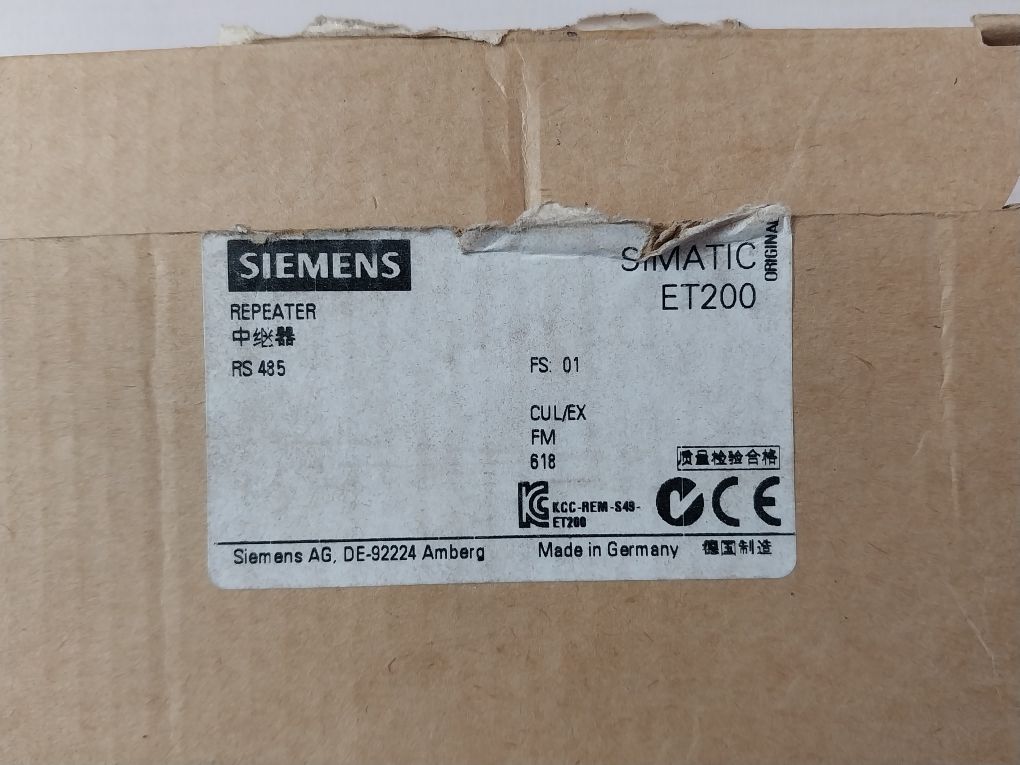 SIEMENS
SIMATIC
ET200
ORIGINAL
REPEATER
中继器
RS 485
FS: 01
CUL/EX
FM
618
质量检验合格
KCC-REM-S49-
ET200
CE
Siemens AG, DE-92224 Amberg Made in Germany 德国制造